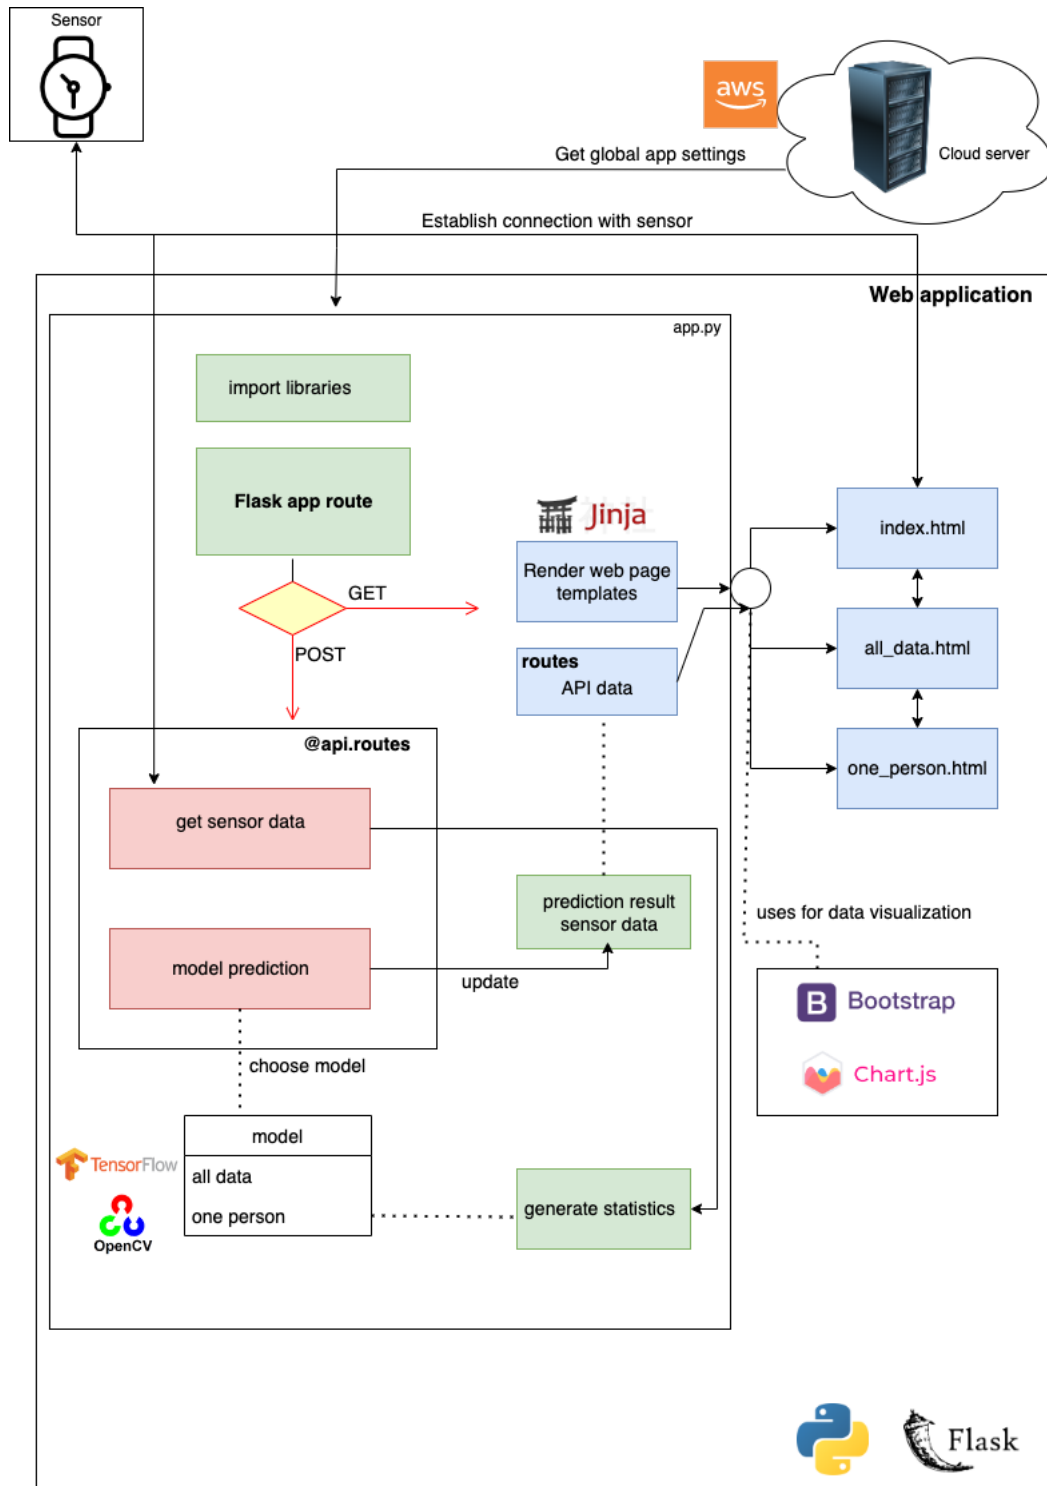 Sensor
aws
Cloud server
Get global app settings
Establish connection with sensor
Web application
app.py
import libraries
Flask app route
Jinja
GET
POST
Render web page
templates
routes
API data
index.html
all_data.html
one_person.html
@api.routes
get sensor data
model prediction
update
prediction result
sensor data
uses for data visualization
B Bootstrap
Chart.js
choose model
model
all data
one person
TensorFlow
OpenCV
generate statistics
Flask